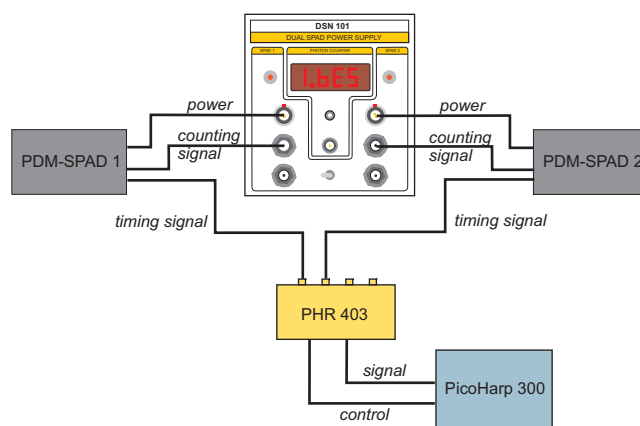 DSN 101
DUAL SPAD POWER SUPPLY
SPAD 1 PHOTON COUNTER SPAD 2
1.6E5
power
power
counting
signal
counting
signal
PDM-SPAD 1
PDM-SPAD 2
timing signal
timing signal
PHR 403
signal
PicoHarp 300
control